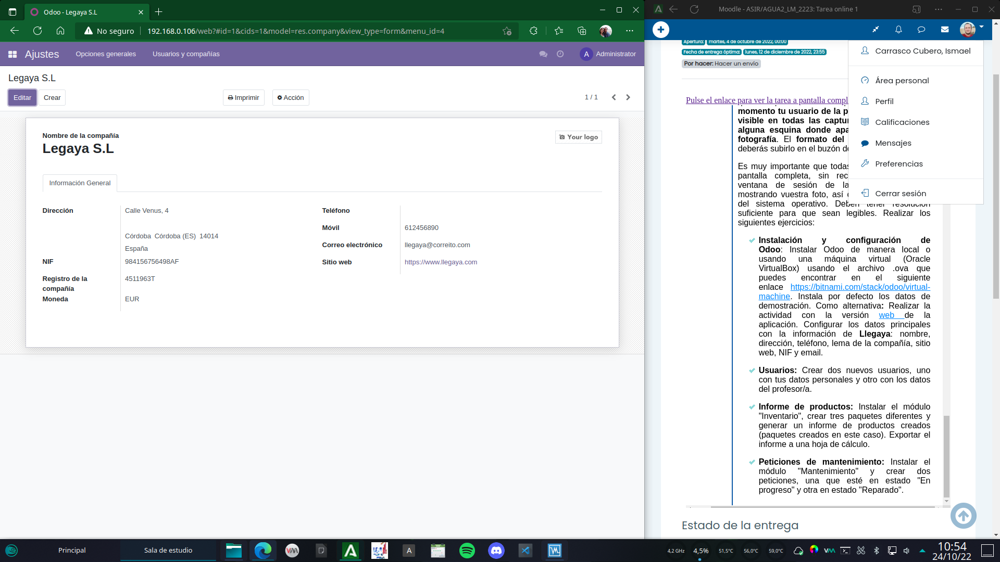 Odoo - Legaya S.L
No seguro
192.168.0.106/web?#id=1&cids=1&model=res.company&view_type=form&menu_id=4
Ajustes
Opciones generales
Usuarios y compañías
A
Administrator
Legaya S.L
Editar
Crear
Imprimir
Acción
1 / 1
Nombre de la compañía
Legaya S.L
Your logo
Información General
Dirección
Calle Venus, 4
Córdoba Córdoba (ES) 14014
España
NIF
984156756498AF
Registro de la
compañía
4511963T
Moneda
EUR
Teléfono
Móvil
612456890
Correo electrónico
llegaya@correito.com
Sitio web
https://www.llegaya.com
Moodle - ASIR/AGUA2_LM_2223: Tarea online 1
Apertura: martes, 4 de octubre de 2022, 00:00
Fecha de entrega óptima: lunes, 12 de diciembre de 2022, 23:55
Por hacer: Hacer un envío
Pulse el enlace para ver la tarea a pantalla compl
momento tu usuario de la p
visible en todas las captur
alguna esquina donde apa
fotografía. El formato del
deberás subirlo en el buzón de
Es muy importante que todas
pantalla completa, sin rec
ventana de sesión de la
mostrando vuestra foto, así
del sistema operativo. Deben tener resolución
suficiente para que sean legibles. Realizar los
siguientes ejercicios:
Instalación y configuración de
Odoo: Instalar Odoo de manera local o
usando una máquina virtual (Oracle
VirtualBox) usando el archivo .ova que
puedes encontrar en el siguiente
enlace https://bitnami.com/stack/odoo/virtual-
machine. Instala por defecto los datos de
demostración. Como alternativa: Realizar la
actividad con la versión web de la
aplicación. Configurar los datos principales
con la información de Llegaya: nombre,
dirección, teléfono, lema de la compañía, sitio
web, NIF y email.
Usuarios: Crear dos nuevos usuarios, uno
con tus datos personales y otro con los datos
del profesor/a.
Informe de productos: Instalar el módulo
"Inventario", crear tres paquetes diferentes y
generar un informe de productos creados
(paquetes creados en este caso). Exportar el
informe a una hoja de cálculo.
Peticiones de mantenimiento: Instalar el
módulo "Mantenimiento" y crear dos
peticiones, una que esté en estado "En
progreso" y otra en estado "Reparado".
Estado de la entrega
Carrasco Cubero, Ismael
Área personal
Perfil
Calificaciones
Mensajes
Preferencias
Cerrar sesión
Principal
Sala de estudio
A
4,2 GHz
4,5%
51,5°C
56,0°C
59,0°C
10:54
24/10/22